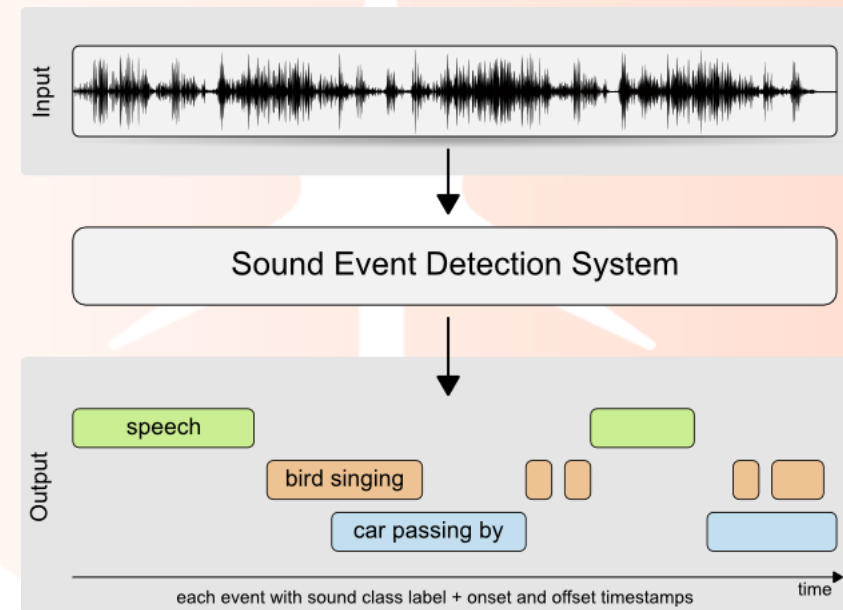 Input
Sound Event Detection System
Output
speech
bird singing
car passing by
time
each event with sound class label + onset and offset timestamps